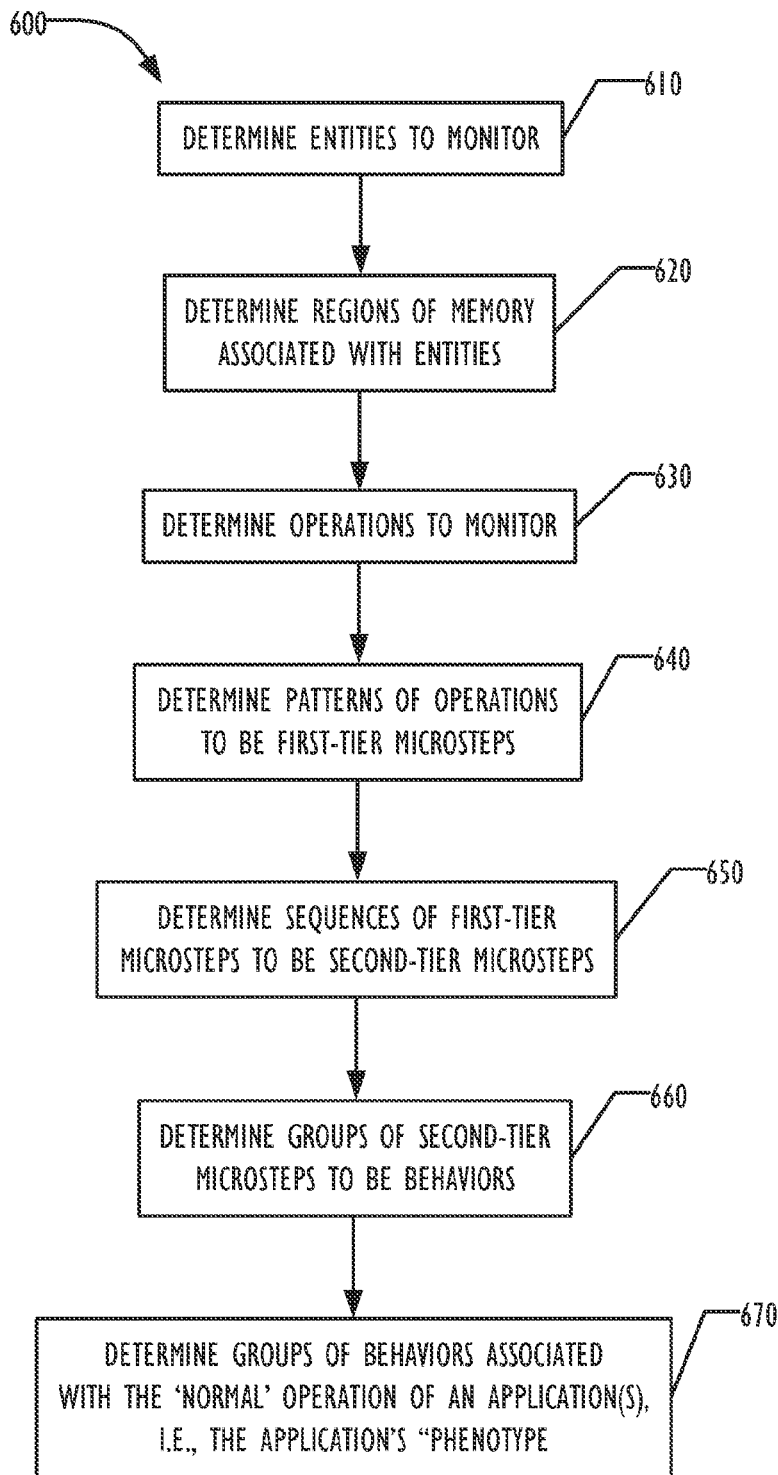 600
610
DETERMINE ENTITIES TO MONITOR
620
DETERMINE REGIONS OF MEMORY
ASSOCIATED WITH ENTITIES
630
DETERMINE OPERATIONS TO MONITOR
640
DETERMINE PATTERNS OF OPERATIONS
TO BE FIRST-TIER MICROSTEPS
650
DETERMINE SEQUENCES OF FIRST-TIER
MICROSTEPS TO BE SECOND-TIER MICROSTEPS
660
DETERMINE GROUPS OF SECOND-TIER
MICROSTEPS TO BE BEHAVIORS
670
DETERMINE GROUPS OF BEHAVIORS ASSOCIATED
WITH THE ‘NORMAL’ OPERATION OF AN APPLICATION(S),
I.E., THE APPLICATION’S “PHENOTYPE